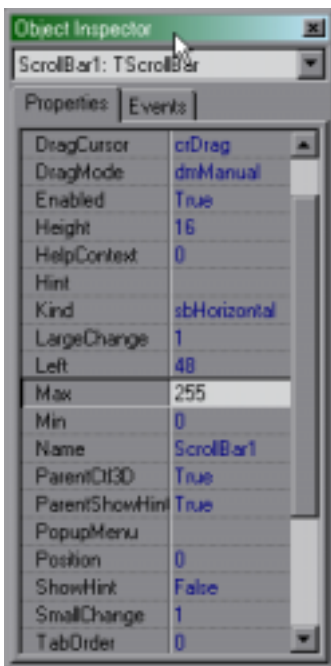 Object Inspector
ScrollBar1: TScrollBar
Properties Events
DragCursor crDrag
DragMode dmManual
Enabled True
Height 16
HelpContext 0
Hint
Kind sbHorizontal
LargeChange 1
Left 48
Max 255
Min 0
Name ScrollBar1
ParentCtl3D True
ParentShowHint True
PopupMenu
Position 0
ShowHint False
SmallChange 1
TabOrder 0